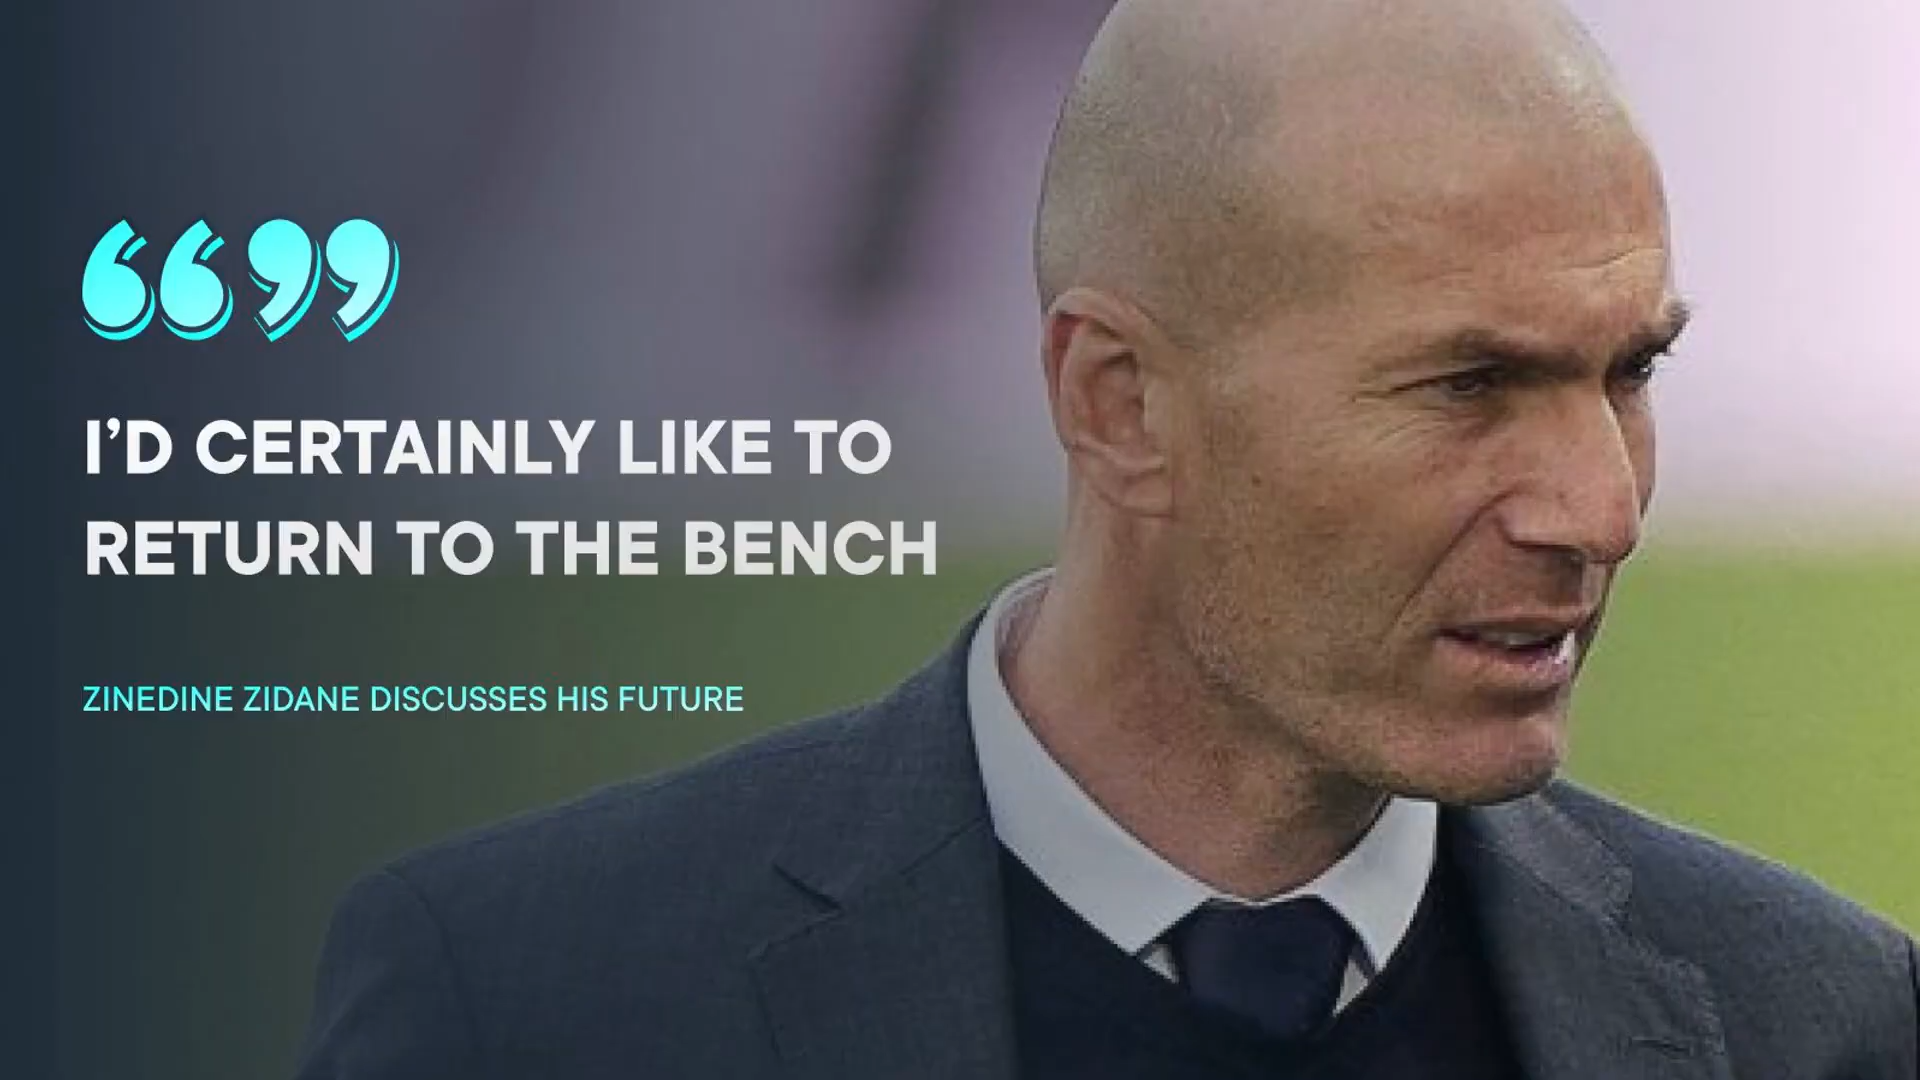 “”
I’D CERTAINLY LIKE TO
RETURN TO THE BENCH
ZINEDINE ZIDANE DISCUSSES HIS FUTURE